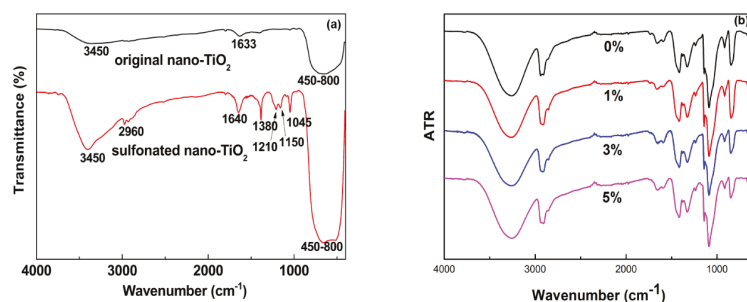 (a)
3450
1633
original nano-TiO2
450-800
2960
1640
1380
1045
3450
1210
1150
sulfonated nano-TiO2
450-800
Transmittance (%)
4000
3000
2000
1000
Wavenumber (cm-1)
(b)
0%
1%
3%
5%
ATR
4000
3000
2000
1000
Wavenumber (cm-1)